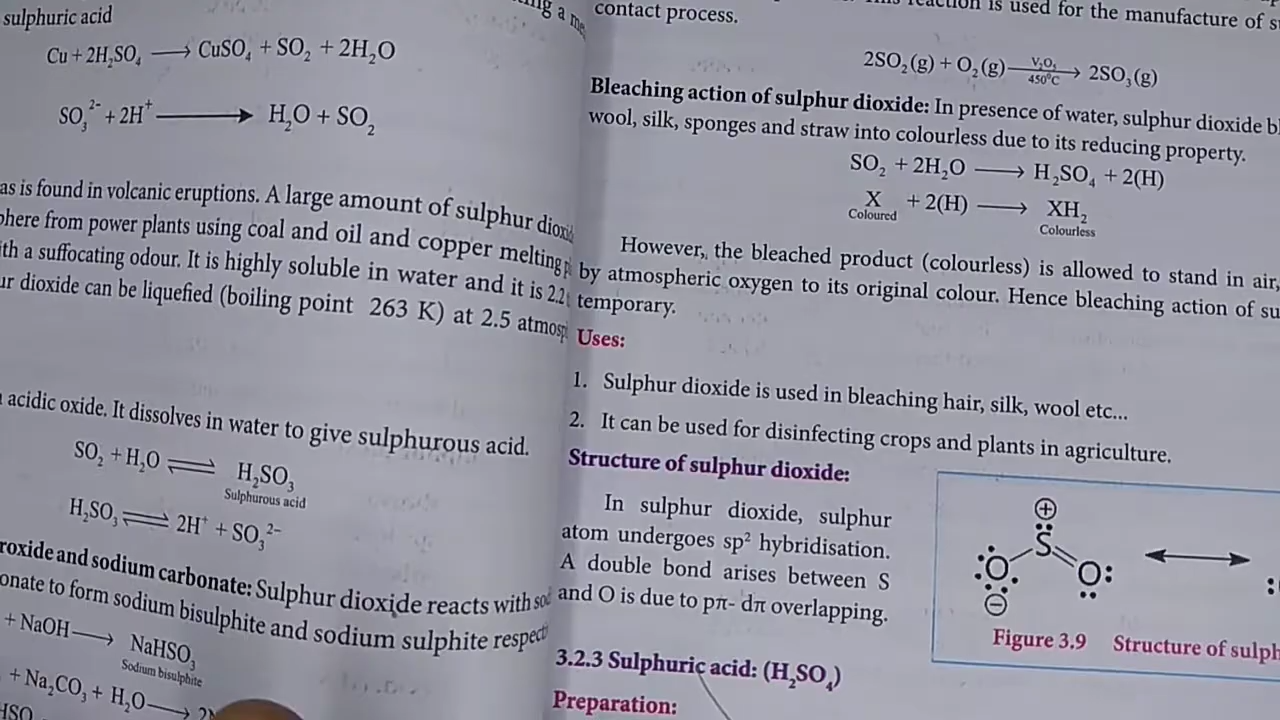 sulphuric acid
Cu + 2H₂SO₄ ⟶ CuSO₄ + SO₂ + 2H₂O
SO₃²⁻ + 2H⁺ ⟶ H₂O + SO₂
is found in volcanic eruptions. A large amount of sulphur
from power plants using coal and oil and copper melting
a suffocating odour. It is highly soluble in water and it is 2.2
dioxide can be liquefied (boiling point 263 K) at 2.5
acidic oxide. It dissolves in water to give sulphurous acid.
SO₂ + H₂O ⇌ H₂SO₃
Sulphurous acid
H₂SO₃ ⇌ 2H⁺ + SO₃²⁻
and sodium carbonate: Sulphur dioxide reacts with
to form sodium bisulphite and sodium sulphite
+ NaOH ⟶ NaHSO₃
Sodium bisulphite
+ Na₂CO₃ + H₂O ⟶
contact process.
reaction is used for the manufacture of
2SO₂(g) + O₂(g) ⟶ 2SO₃(g)
V₂O₅
450°C
Bleaching action of sulphur dioxide: In presence of water, sulphur dioxide
wool, silk, sponges and straw into colourless due to its reducing property.
SO₂ + 2H₂O ⟶ H₂SO₄ + 2(H)
X + 2(H) ⟶ XH₂
Coloured Colourless
However, the bleached product (colourless) is allowed to stand in air,
by atmospheric oxygen to its original colour. Hence bleaching action of
temporary.
Uses:
1. Sulphur dioxide is used in bleaching hair, silk, wool etc...
2. It can be used for disinfecting crops and plants in agriculture.
Structure of sulphur dioxide:
In sulphur dioxide, sulphur
atom undergoes sp² hybridisation.
A double bond arises between S
and O is due to pπ- dπ overlapping.
S
O O
Figure 3.9 Structure of
3.2.3 Sulphuric acid: (H₂SO₄)
Preparation: